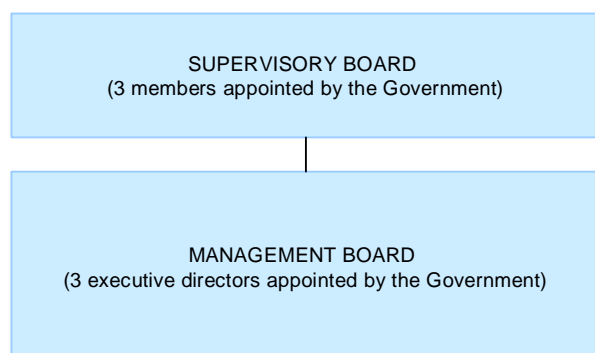 SUPERVISORY BOARD
(3 members appointed by the Government)
MANAGEMENT BOARD
(3 executive directors appointed by the Government)